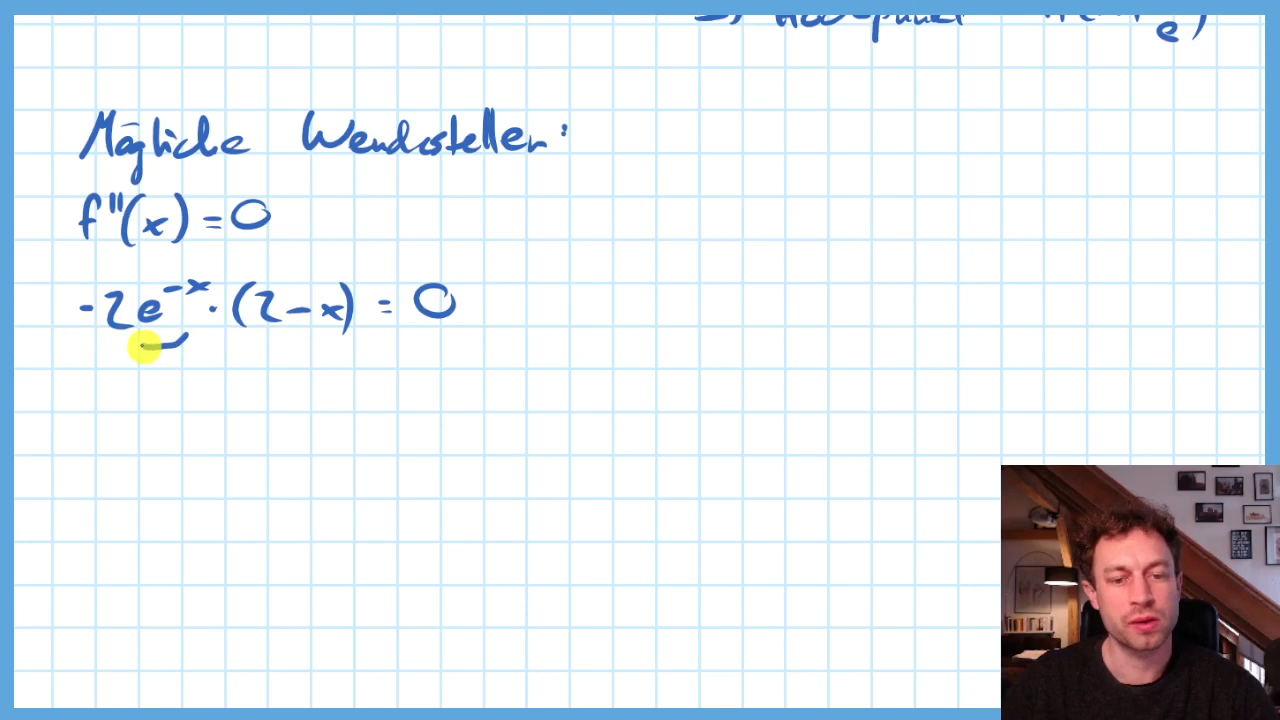 Mögliche Wendestellen:
f''(x) = 0
-2e^{-x} · (2-x) = 0